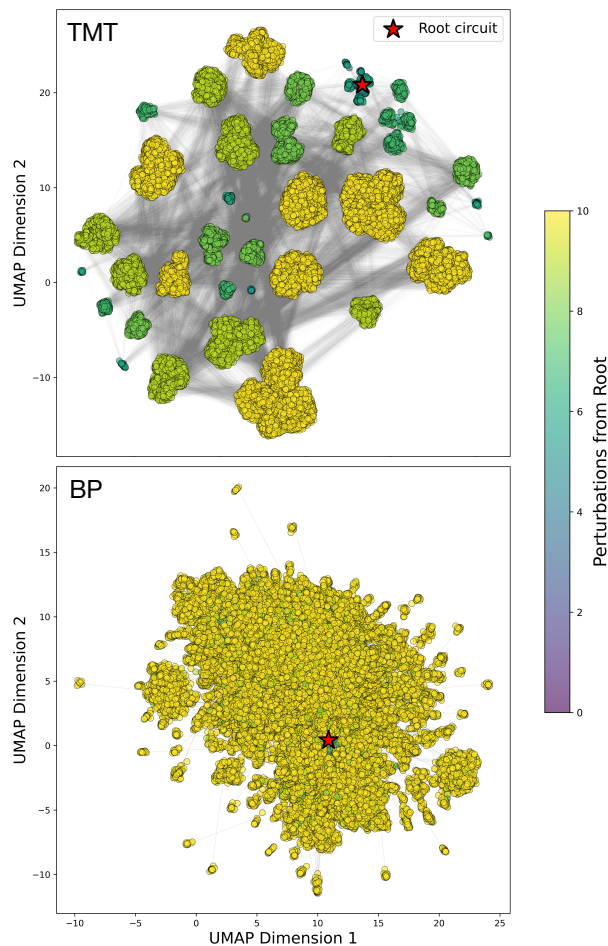 TMT
Root circuit
20
10
0
−10
UMAP Dimension 2
BP
20
15
10
5
0
−5
−10
UMAP Dimension 2
−10 −5 0 5 10 15 20 25
UMAP Dimension 1
10
8
6
4
2
0
Perturbations from Root